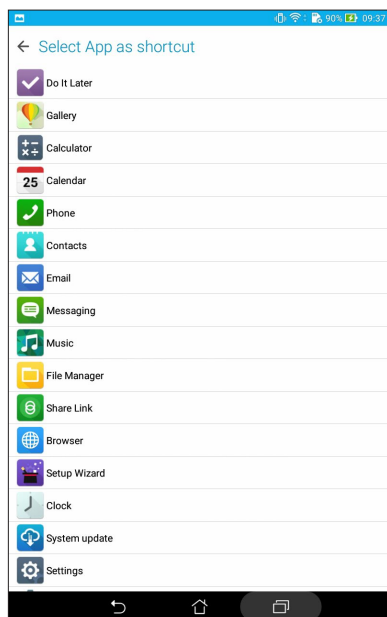 90% 09:37
Select App as shortcut
Do It Later
Gallery
Calculator
25 Calendar
Phone
Contacts
Email
Messaging
Music
File Manager
Share Link
Browser
Setup Wizard
Clock
System update
Settings